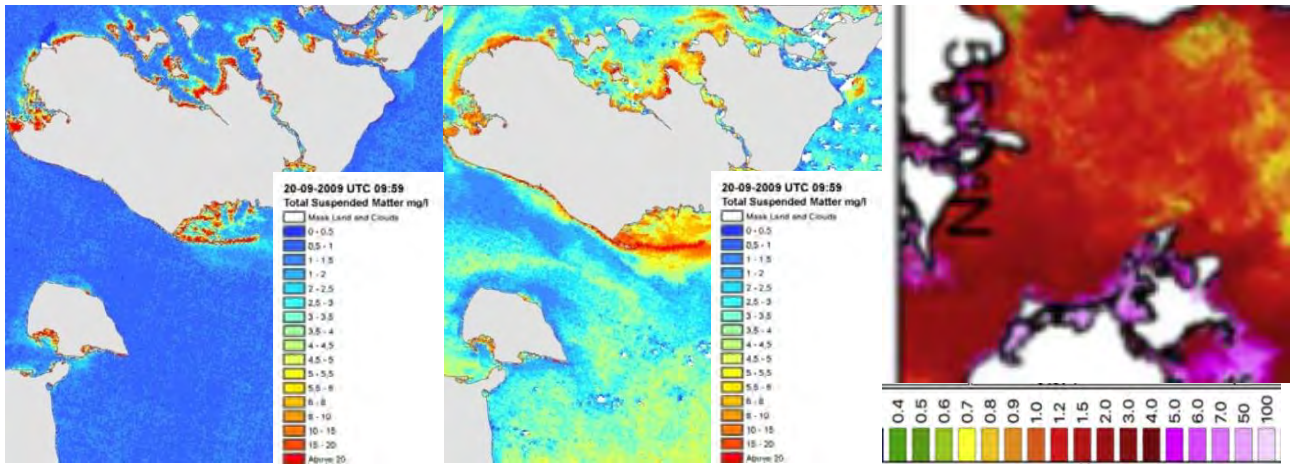 20-09-2009 UTC 09:59
Total Suspended Matter mg/l
Mask Land and Clouds
0 - 0.5
0,5 - 1
1 - 1.5
1 - 2
2 - 2,5
2,5 - 3
3 - 3,5
3,5 - 4
4 - 4,5
4,5 - 5
5 - 5,5
5,5 - 6
6 - 8
8 - 10
10 - 15
15 - 20
Above 20
20-09-2009 UTC 09:59
Total Suspended Matter mg/l
Mask Land and Clouds
0 - 0.5
0,5 - 1
1 - 1.5
1 - 2
2 - 2,5
2,5 - 3
3 - 3,5
3,5 - 4
4 - 4,5
4,5 - 5
5 - 5,5
5,5 - 6
6 - 8
8 - 10
10 - 15
15 - 20
Above 20
0.4 0.5 0.6 0.7 0.8 0.9 1.0 1.2 1.5 2.0 3.0 4.0 5.0 6.0 7.0 50 100